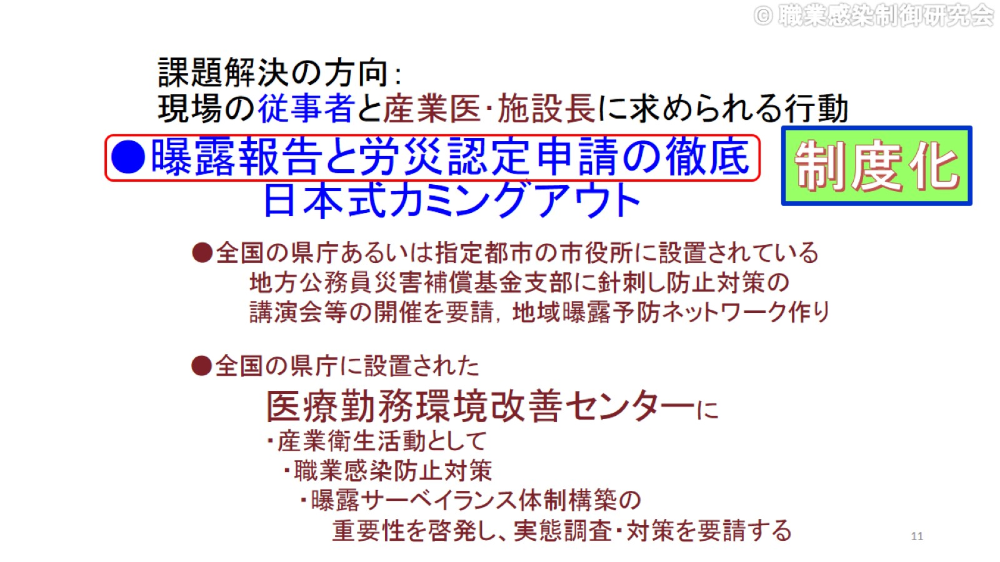 © 職業感染制御研究会
課題解決の方向：
現場の従事者と産業医・施設長に求められる行動
●曝露報告と労災認定申請の徹底
制度化
日本式カミングアウト
●全国の県庁あるいは指定都市の市役所に設置されている
地方公務員災害補償基金支部に針刺し防止対策の
講演会等の開催を要請，地域曝露予防ネットワーク作り
●全国の県庁に設置された
医療勤務環境改善センターに
・産業衛生活動として
・職業感染防止対策
・曝露サーベイランス体制構築の
重要性を啓発し、実態調査・対策を要請する
11